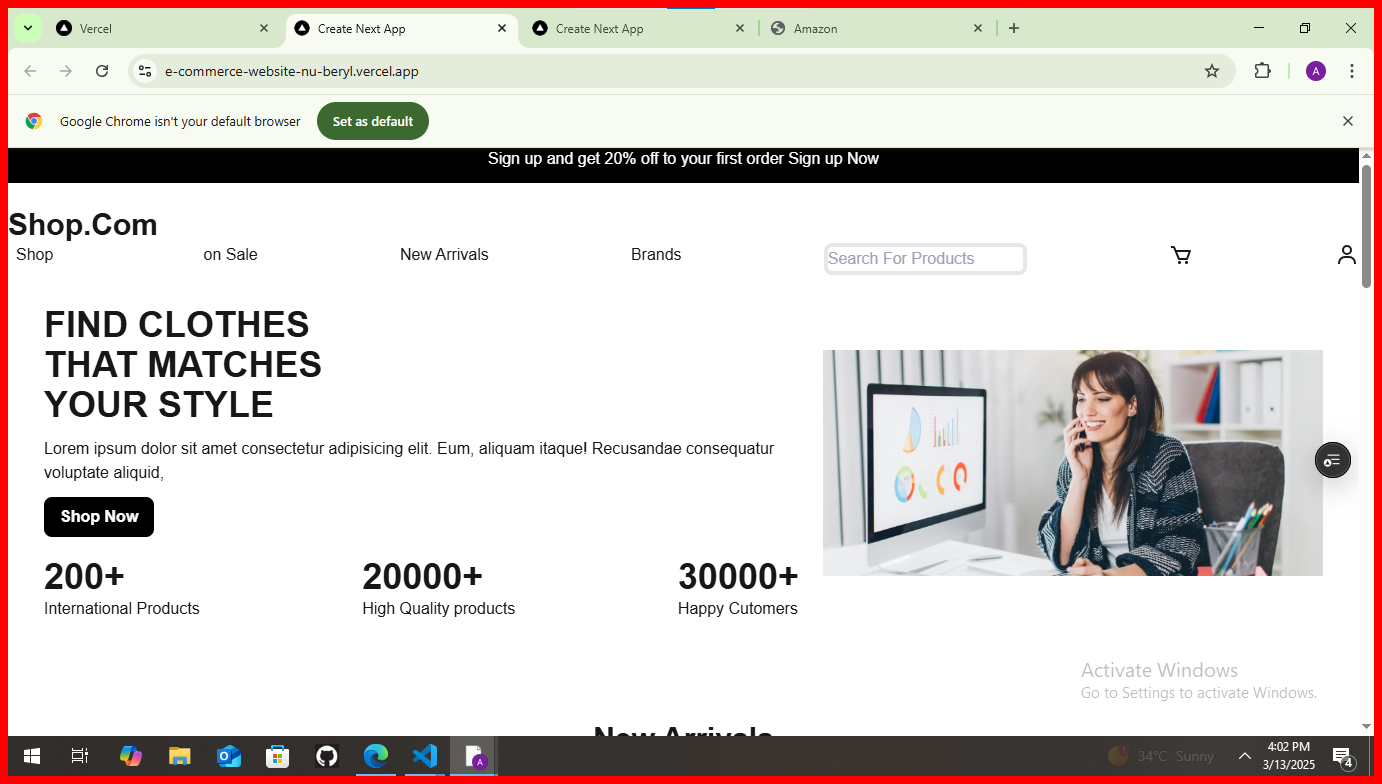 Vercel
Create Next App
Create Next App
Amazon
e-commerce-website-nu-beryl.vercel.app
A
Google Chrome isn't your default browser
Set as default
Sign up and get 20% off to your first order Sign up Now
Shop.Com
Shop
on Sale
New Arrivals
Brands
Search For Products
FIND CLOTHES
THAT MATCHES
YOUR STYLE
Lorem ipsum dolor sit amet consectetur adipisicing elit. Eum, aliquam itaque! Recusandae consequatur
voluptate aliquid,
Shop Now
200+
International Products
20000+
High Quality products
30000+
Happy Cutomers
Activate Windows
Go to Settings to activate Windows.
New Arrivals
A
34°C Sunny
4:02 PM
3/13/2025
4